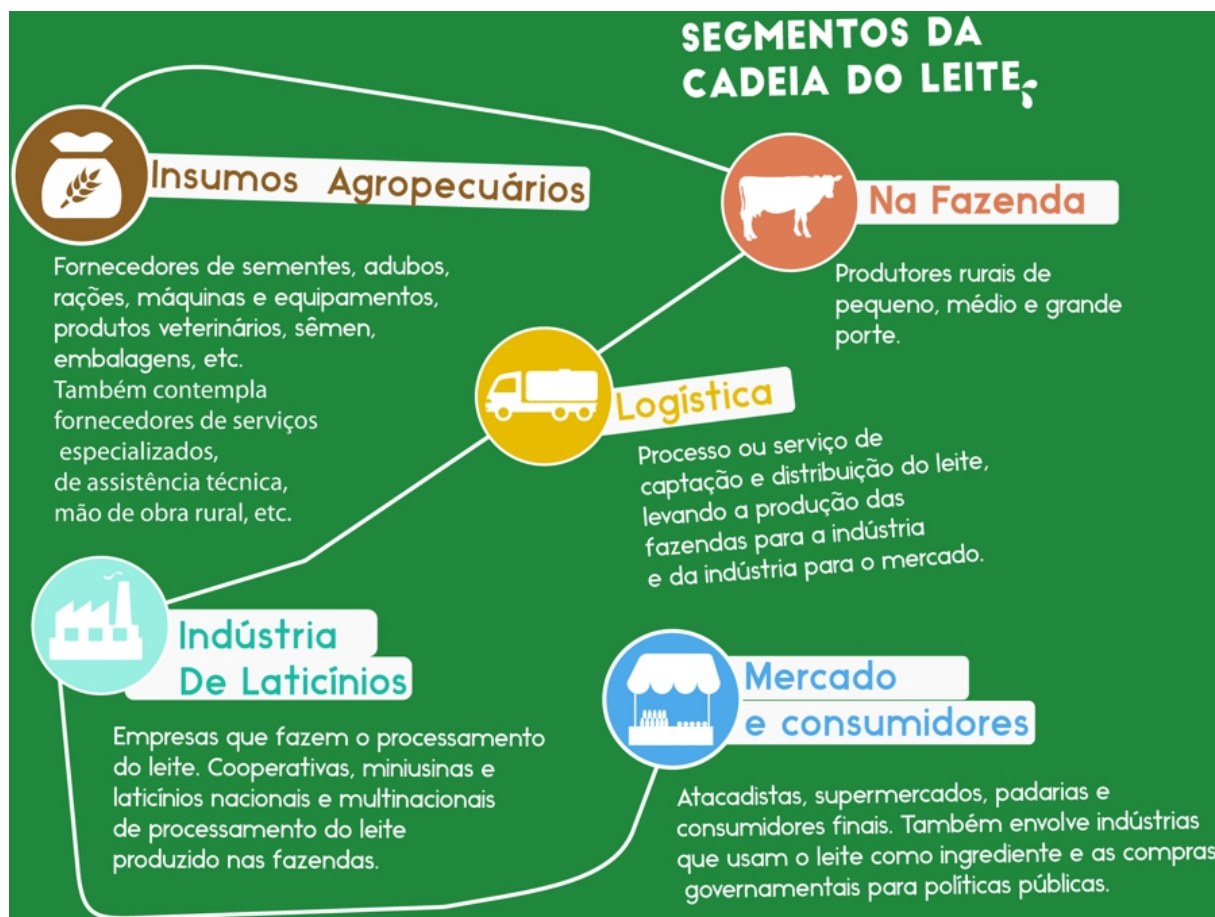 SEGMENTOS DA
CADEIA DO LEITE
Insumos Agropecuários
Fornecedores de sementes, adubos,
rações, máquinas e equipamentos,
produtos veterinários, sêmen,
embalagens, etc.
Também contempla
fornecedores de serviços
especializados,
de assistência técnica,
mão de obra rural, etc.
Na Fazenda
Produtores rurais de
pequeno, médio e grande
porte.
Logística
Processo ou serviço de
captação e distribuição do leite,
levando a produção das
fazendas para a indústria
e da indústria para o mercado.
Indústria
De Laticínios
Empresas que fazem o processamento
do leite. Cooperativas, miniusinas e
laticínios nacionais e multinacionais
de processamento do leite
produzido nas fazendas.
Mercado
e consumidores
Atacadistas, supermercados, padarias e
consumidores finais. Também envolve indústrias
que usam o leite como ingrediente e as compras
governamentais para políticas públicas.